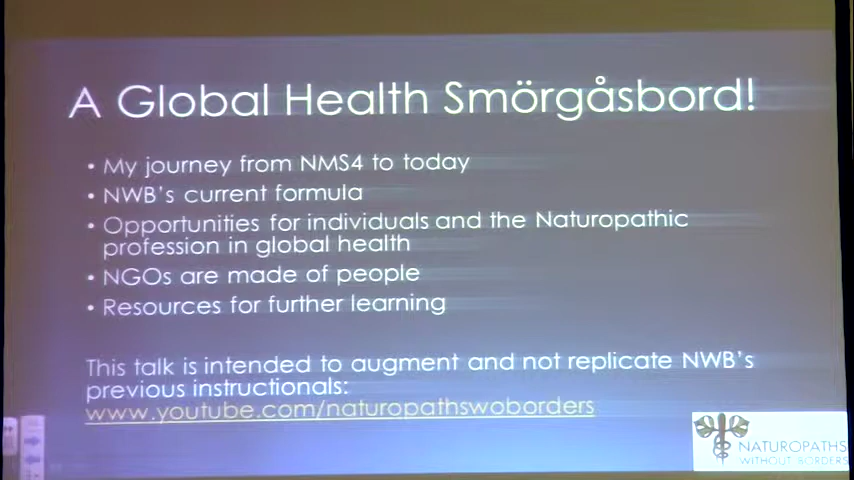 A Global Health Smörgåsbord!
• My journey from NMS4 to today
• NWB's current formula
• Opportunities for individuals and the Naturopathic
profession in global health
• NGOs are made of people
• Resources for further learning
This talk is intended to augment and not replicate NWB's
previous instructionals:
www.youtube.com/naturopathswoborders
NATUROPATHS
WITHOUT BORDERS